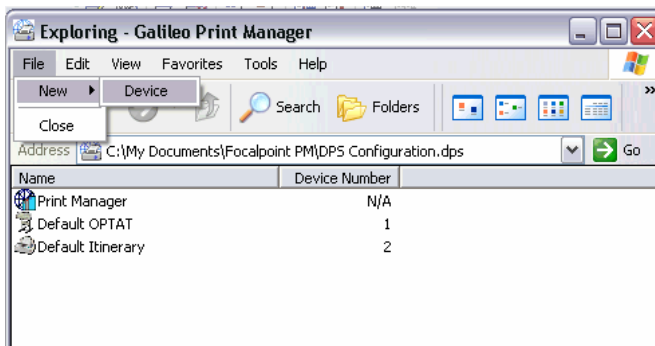 Exploring - Galileo Print Manager
File Edit View Favorites Tools Help
New Device
Search Folders
Close
Address C:\My Documents\Focalpoint PM\DPS Configuration.dps Go
Name Device Number
Print Manager N/A
Default OPTAT 1
Default Itinerary 2